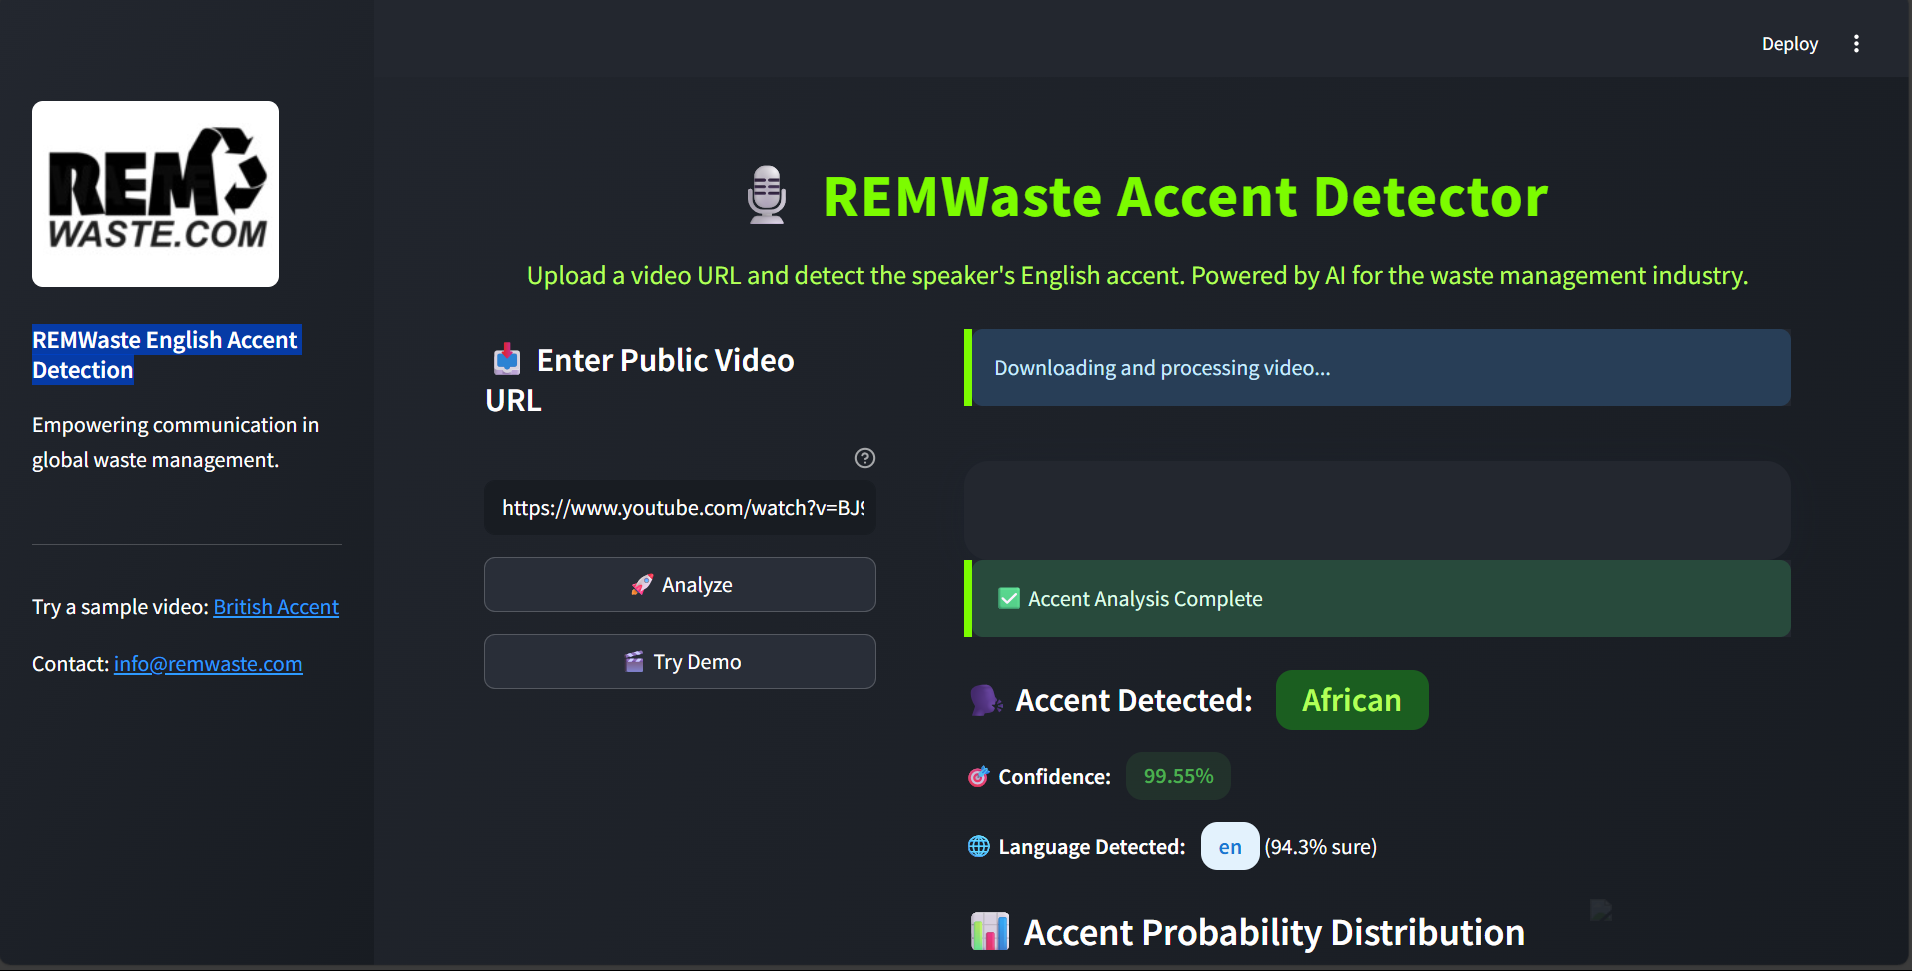 Deploy
REM
WASTE.COM
REMWaste English Accent
Detection
Empowering communication in
global waste management.
Try a sample video: British Accent
Contact: info@remwaste.com
REMWaste Accent Detector
Upload a video URL and detect the speaker's English accent. Powered by AI for the waste management industry.
Enter Public Video
URL
https://www.youtube.com/watch?v=BJ
Analyze
Try Demo
Downloading and processing video...
Accent Analysis Complete
Accent Detected: African
Confidence: 99.55%
Language Detected: en (94.3% sure)
Accent Probability Distribution